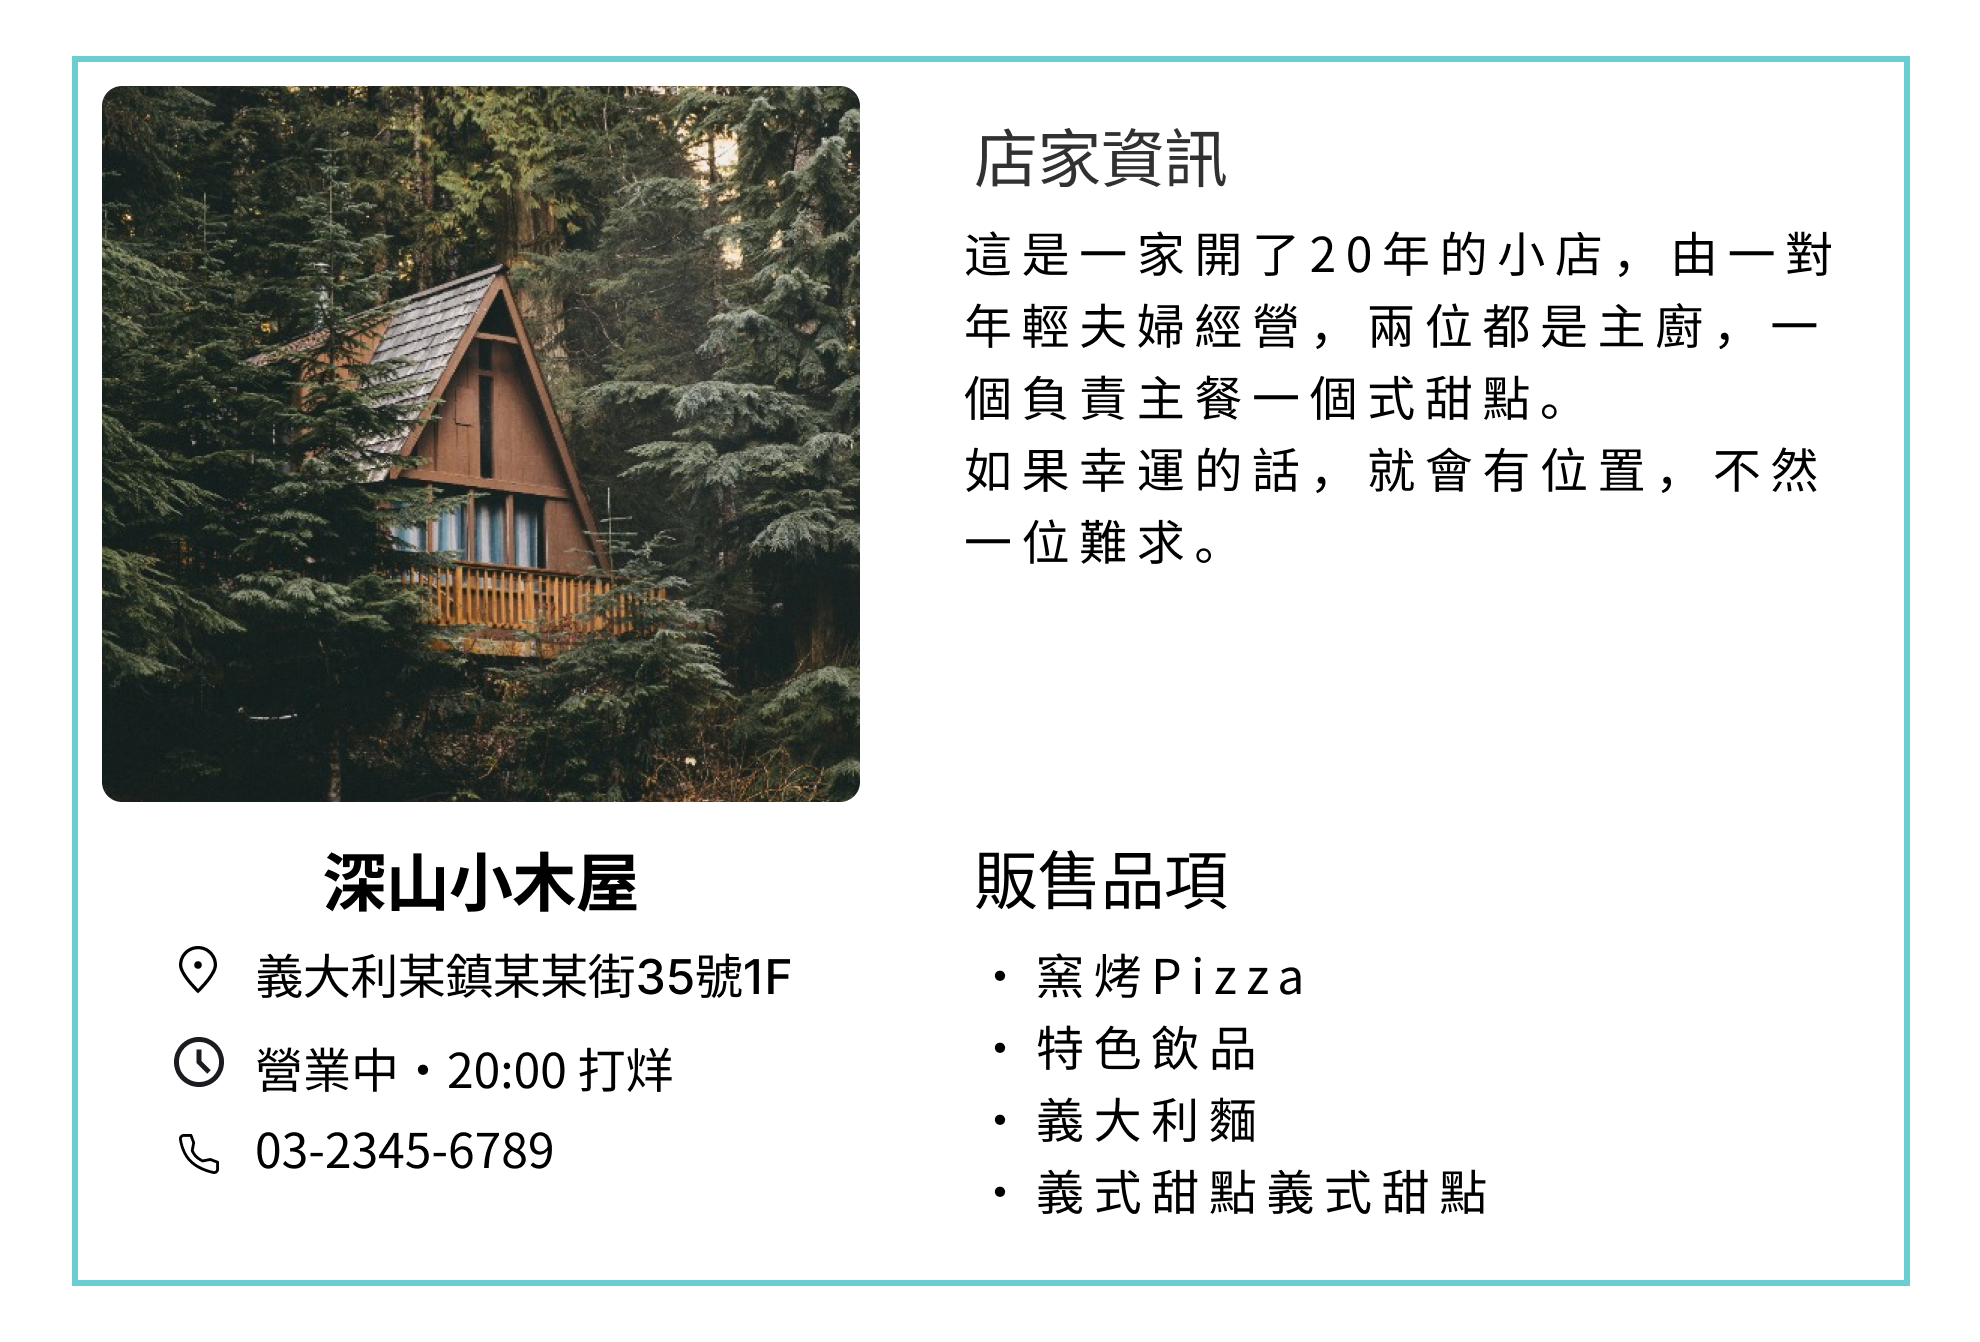 店家資訊
這是一家開了20年的小店，由一對
年輕夫婦經營，兩位都是主廚，一
個負責主餐一個式甜點。
如果幸運的話，就會有位置，不然
一位難求。
深山小木屋
義大利某鎮某某街35號1F
營業中・20:00 打烊
03-2345-6789
販售品項
・窯烤Pizza
・特色飲品
・義大利麵
・義式甜點義式甜點